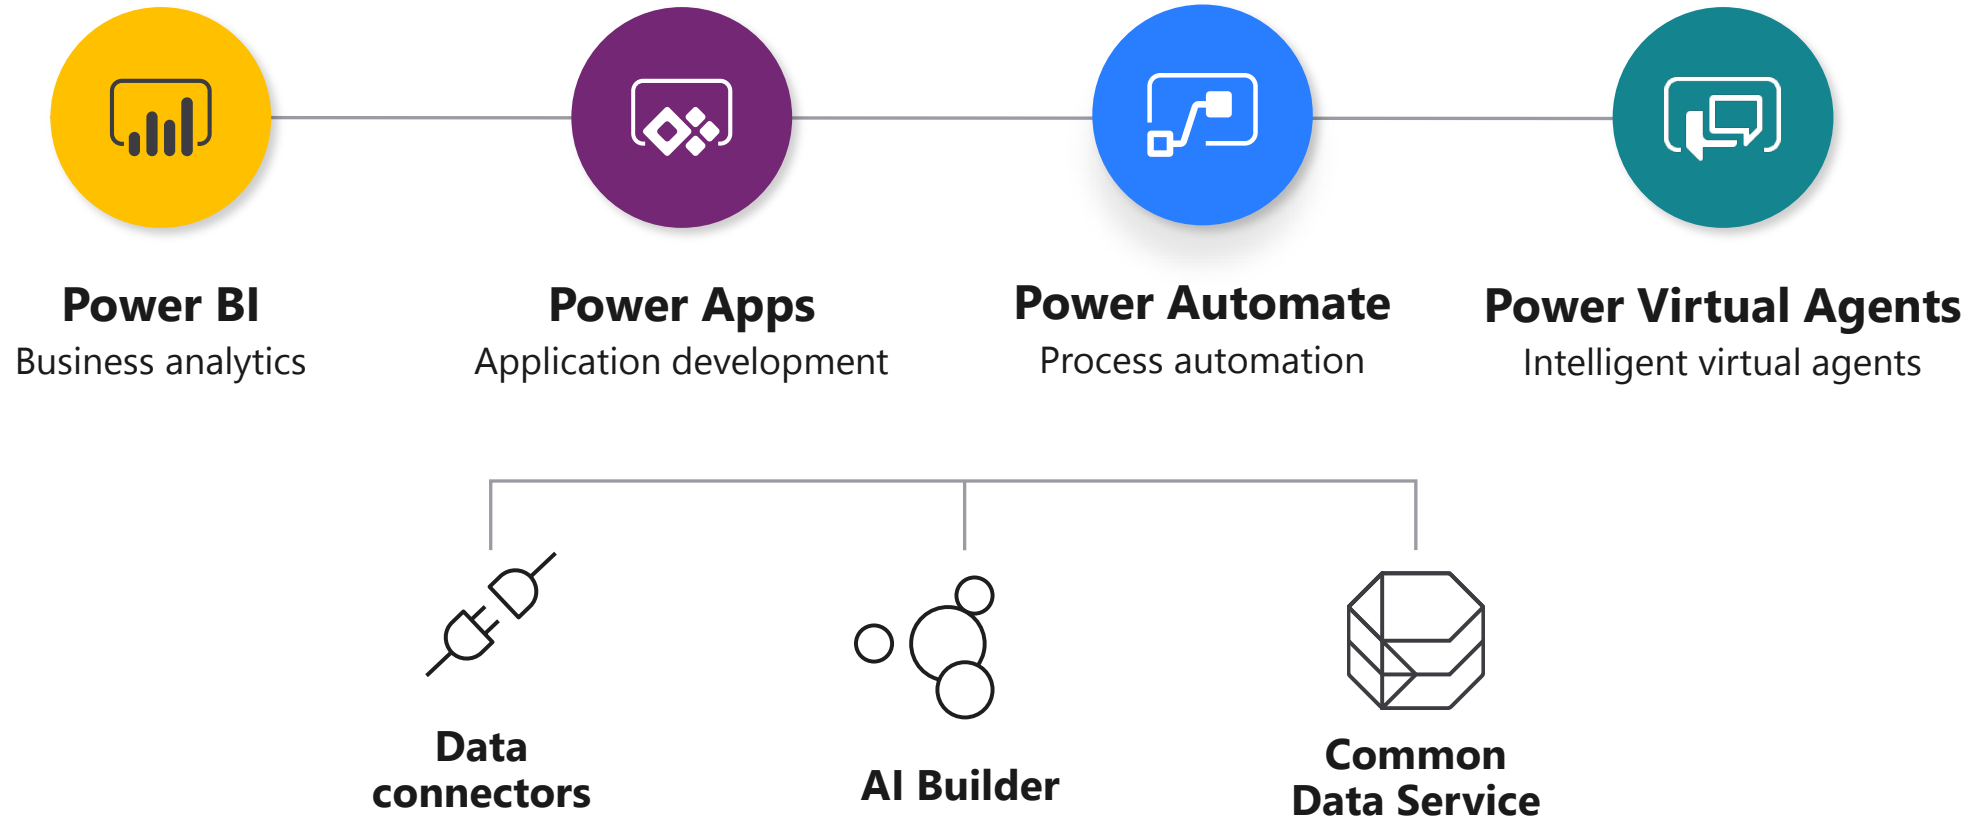 Power BI
Business analytics
Power Apps
Application development
Power Automate
Process automation
Power Virtual Agents
Intelligent virtual agents
Data
connectors
AI Builder
Common
Data Service